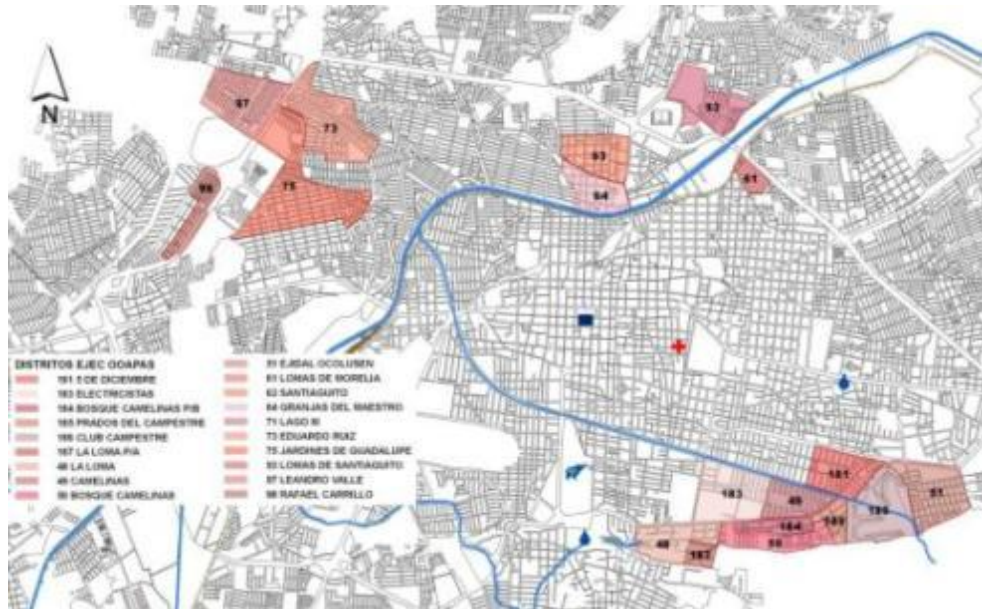 N
97
73
75
98
63
64
93
61
DISTRITOS EJEC OOAPAS
181 5 DE DICIEMBRE
183 ELECTRICISTAS
184 BOSQUE CAMELINAS P/B
185 PRADOS DEL CAMPESTRE
186 CLUB CAMPESTRE
187 LA LOMA P/A
48 LA LOMA
49 CAMELINAS
50 BOSQUE CAMELINAS
51 EJIDAL OCOLUSEN
61 LOMAS DE MORELIA
63 SANTIAGUITO
64 GRANJAS DEL MAESTRO
71 LAGO III
73 EDUARDO RUIZ
75 JARDINES DE GUADALUPE
93 LOMAS DE SANTIAGUITO
97 LEANDRO VALLE
98 RAFAEL CARRILLO
181
183
49
184
185
186
51
50
48
187